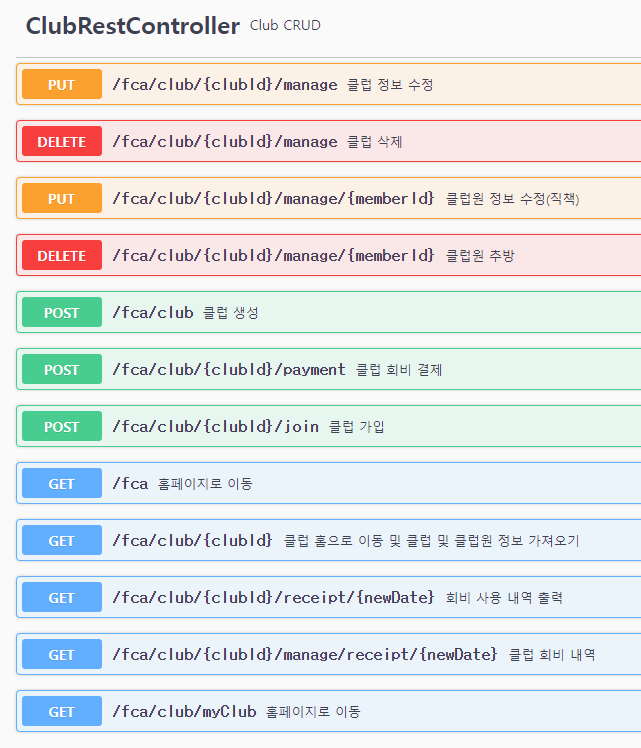 ClubRestController Club CRUD
PUT /fca/club/{clubId}/manage 클럽 정보 수정
DELETE /fca/club/{clubId}/manage 클럽 삭제
PUT /fca/club/{clubId}/manage/{memberId} 클럽원 정보 수정(직책)
DELETE /fca/club/{clubId}/manage/{memberId} 클럽원 추방
POST /fca/club 클럽 생성
POST /fca/club/{clubId}/payment 클럽 회비 결제
POST /fca/club/{clubId}/join 클럽 가입
GET /fca 홈페이지로 이동
GET /fca/club/{clubId} 클럽 홈으로 이동 및 클럽 및 클럽원 정보 가져오기
GET /fca/club/{clubId}/receipt/{newDate} 회비 사용 내역 출력
GET /fca/club/{clubId}/manage/receipt/{newDate} 클럽 회비 내역
GET /fca/club/myClub 홈페이지로 이동